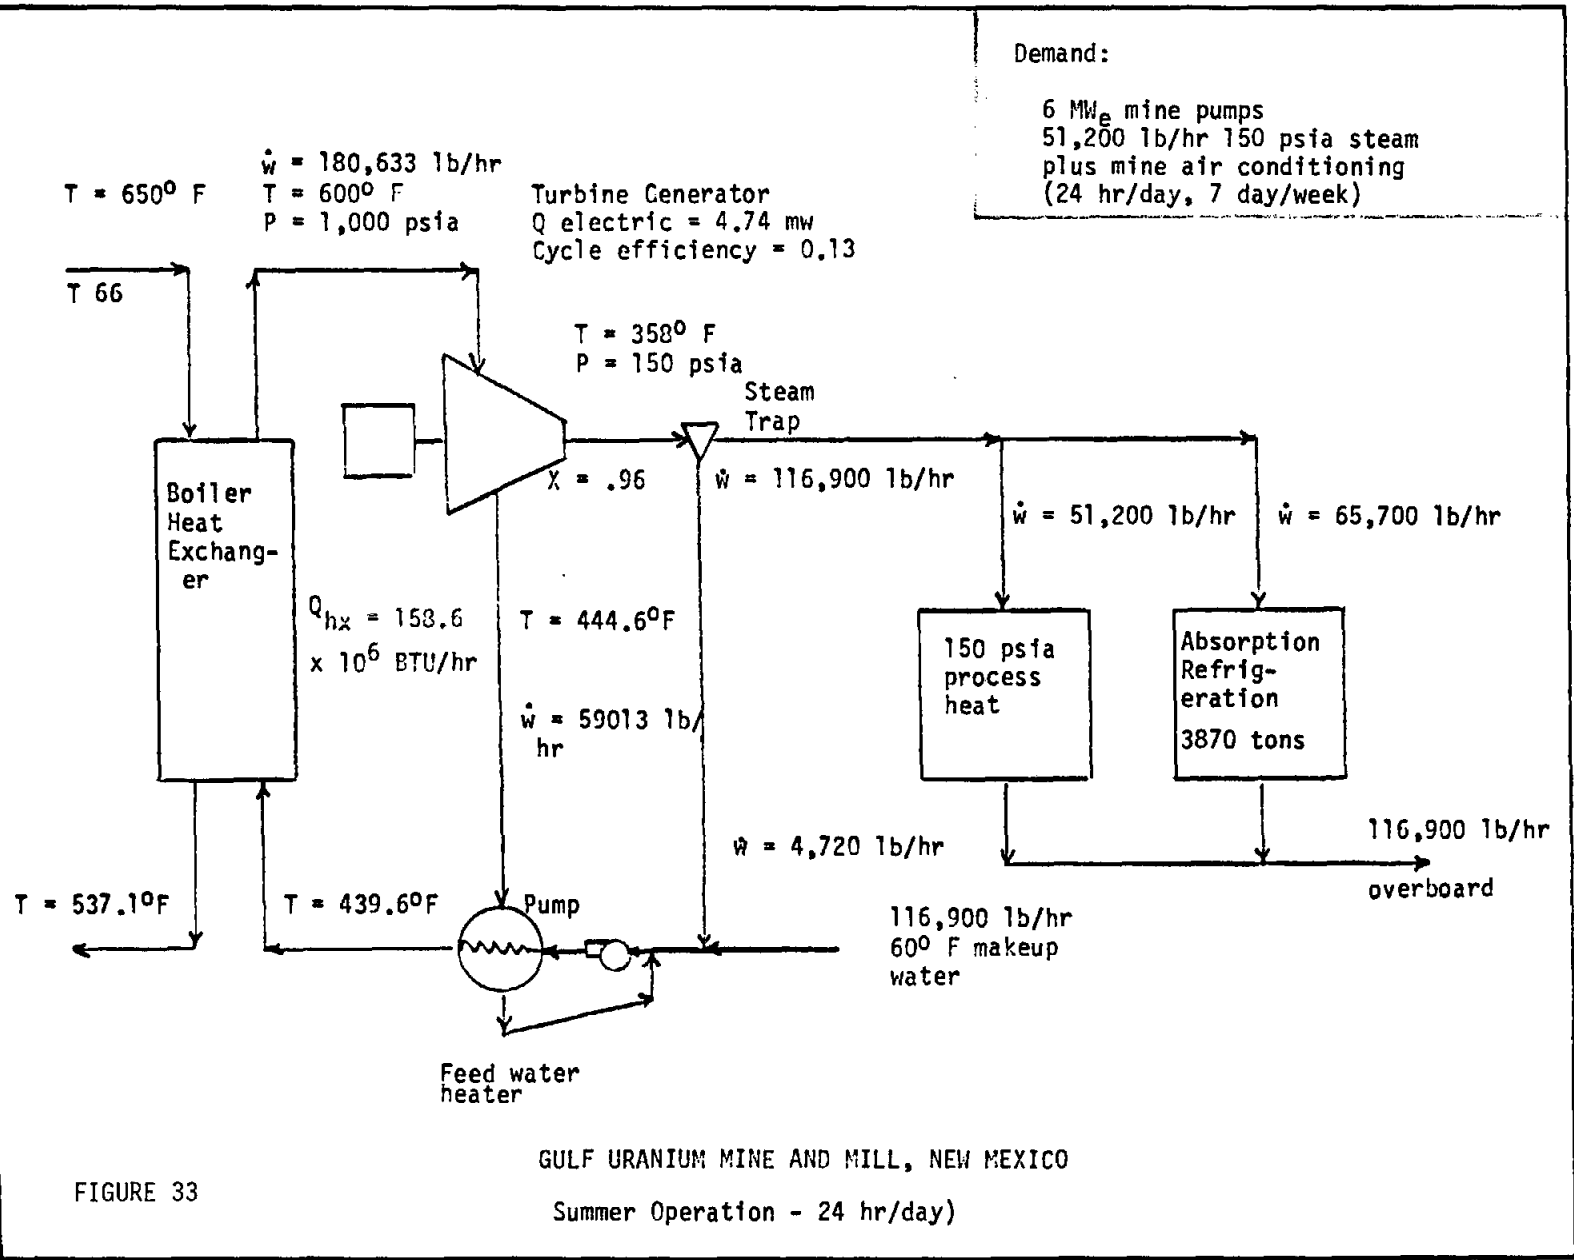 Demand:
6 MWe mine pumps
51,200 lb/hr 150 psia steam
plus mine air conditioning
(24 hr/day, 7 day/week)
ẇ = 180,633 lb/hr
T = 650° F
T = 600° F
P = 1,000 psia
Turbine Generator
Q electric = 4.74 mw
Cycle efficiency = 0.13
T 66
T = 358° F
P = 150 psia
Steam
Trap
X = .96
ẇ = 116,900 lb/hr
Boiler
Heat
Exchang-
er
ẇ = 51,200 lb/hr
ẇ = 65,700 lb/hr
Qhx = 158.6
x 10⁶ BTU/hr
T = 444.6°F
150 psia
process
heat
Absorption
Refrig-
eration
3870 tons
ẇ = 59013 lb/
hr
ẇ = 4,720 lb/hr
116,900 lb/hr
overboard
T = 537.1°F
T = 439.6°F
Pump
116,900 lb/hr
60° F makeup
water
Feed water
heater
GULF URANIUM MINE AND MILL, NEW MEXICO
FIGURE 33
Summer Operation - 24 hr/day)